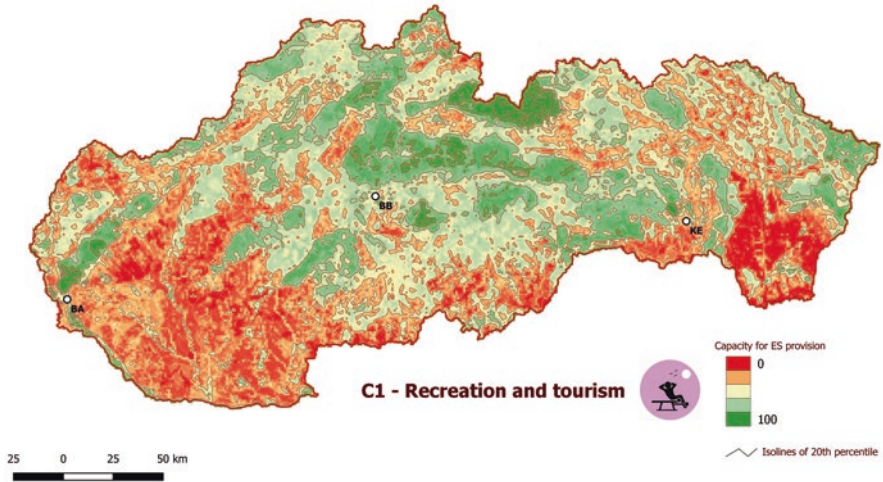 BB
KE
BA
Capacity for ES provision
0
100
C1 - Recreation and tourism
Isolines of 20th percentile
25 0 25 50 km